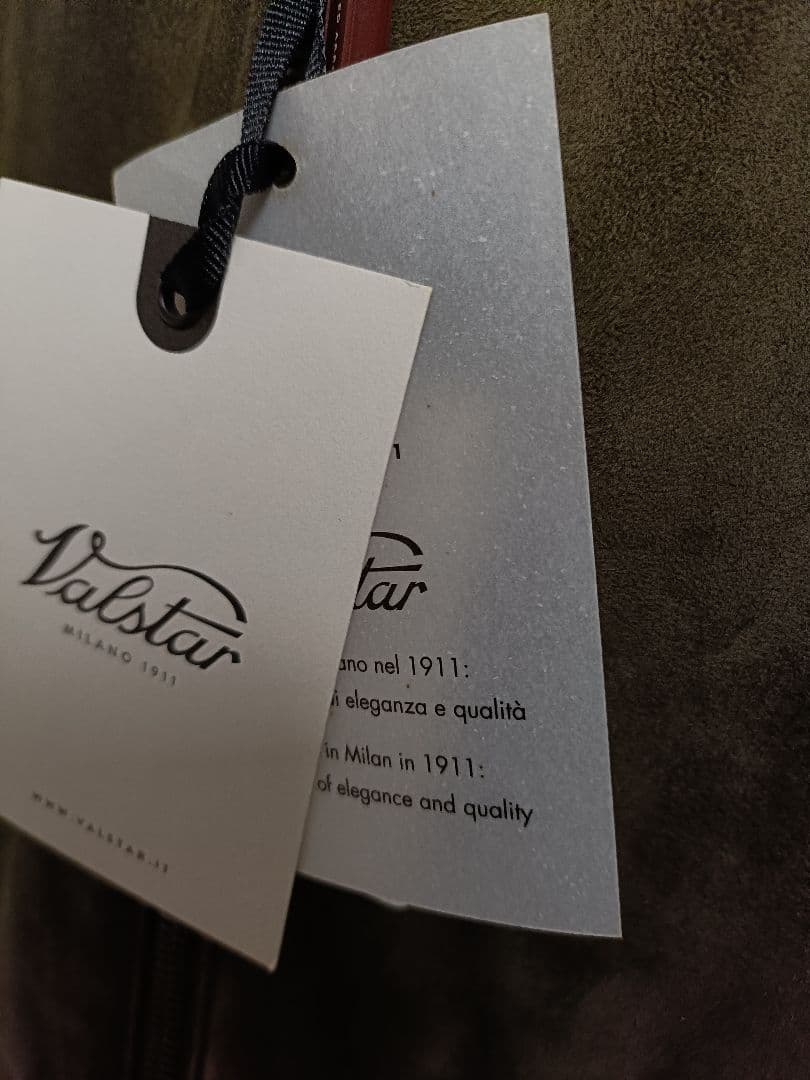 Valstar
MILANO 1911
WWW.VALSTAR.IT
1
tar
ano nel 1911:
i eleganza e qualità
in Milan in 1911:
of elegance and quality